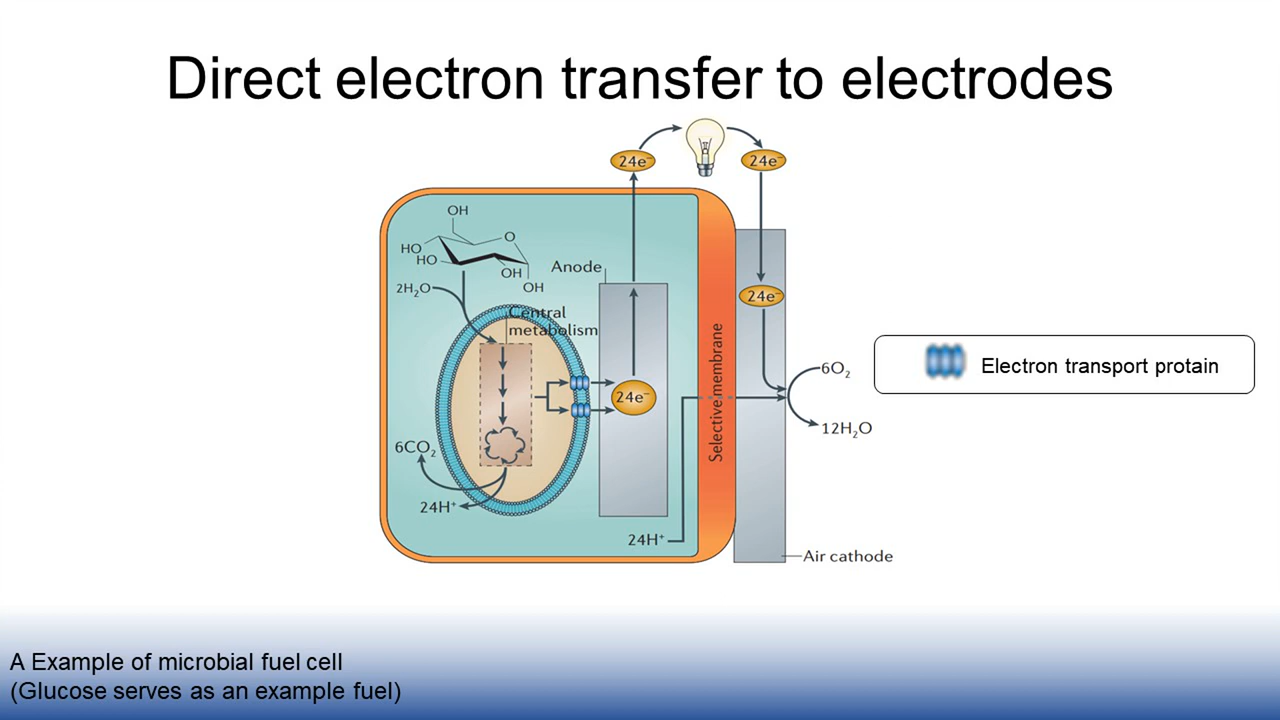 Direct electron transfer to electrodes
24e⁻
24e⁻
OH
O
HO
HO
OH
OH
Anode
2H₂O
24e⁻
Central
metabolism
Selective membrane
6O₂
Electron transport protain
24e⁻
12H₂O
6CO₂
24H⁺
24H⁺
Air cathode
A Example of microbial fuel cell
(Glucose serves as an example fuel)